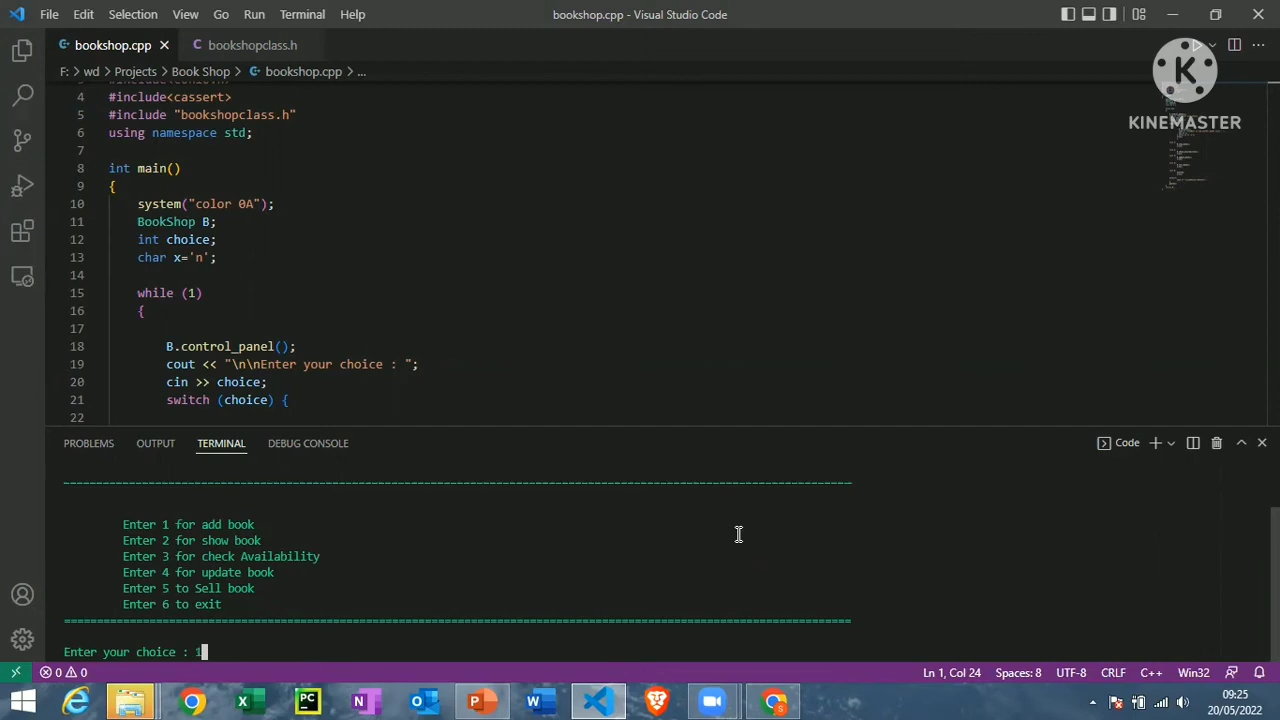 File Edit Selection View Go Run Terminal Help
bookshop.cpp - Visual Studio Code
bookshop.cpp
bookshopclass.h
F: > wd > Projects > Book Shop > bookshop.cpp > ...
K
KINEMASTER
4 #include<cassert>
5 #include "bookshopclass.h"
6 using namespace std;
7
8 int main()
9 {
10 system("color 0A");
11 BookShop B;
12 int choice;
13 char x='n';
14
15 while (1)
16 {
17
18 B.control_panel();
19 cout << "\n\nEnter your choice : ";
20 cin >> choice;
21 switch (choice) {
22
PROBLEMS OUTPUT TERMINAL DEBUG CONSOLE
Code
Enter 1 for add book
Enter 2 for show book
Enter 3 for check Availability
Enter 4 for update book
Enter 5 to Sell book
Enter 6 to exit
Enter your choice : 1
0 0
Ln 1, Col 24 Spaces: 8 UTF-8 CRLF C++ Win32
09:25
20/05/2022